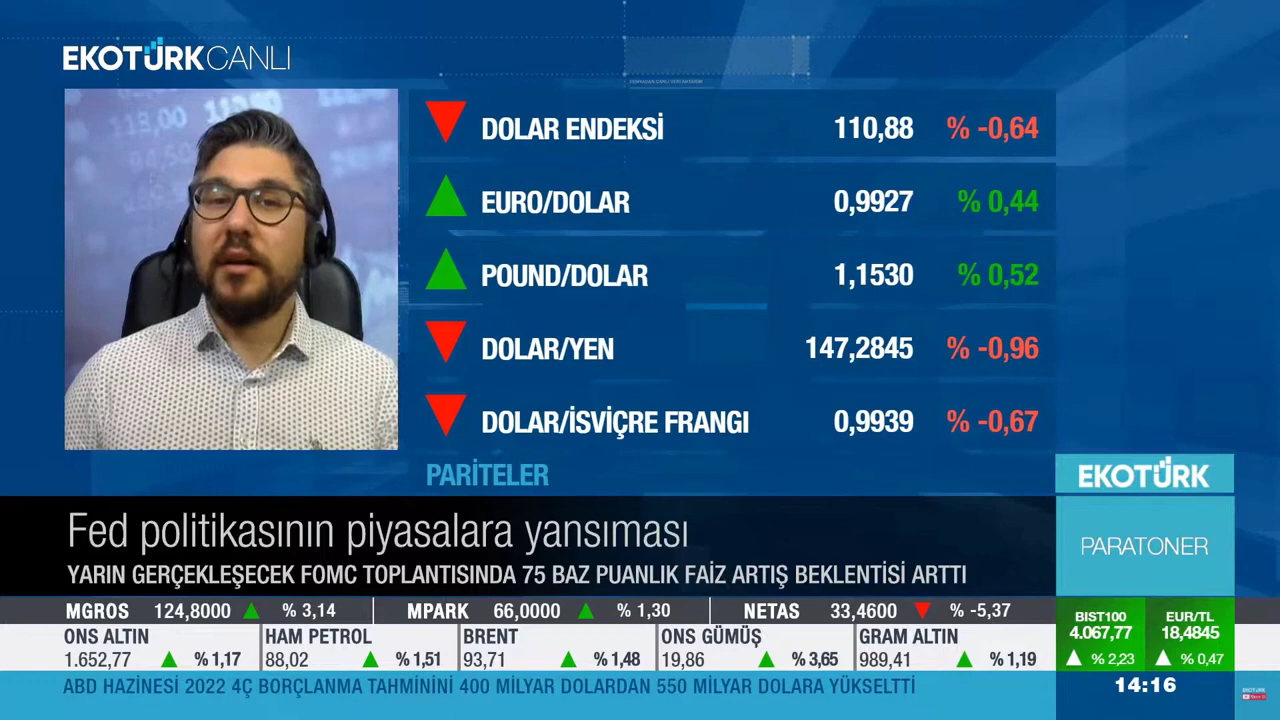 EKOTÜRK CANLI
DOLAR ENDEKSİ 110,88 % -0,64
EURO/DOLAR 0,9927 % 0,44
POUND/DOLAR 1,1530 % 0,52
DOLAR/YEN 147,2845 % -0,96
DOLAR/İSVİÇRE FRANGI 0,9939 % -0,67
PARİTELER
EKOTÜRK
PARATONER
Fed politikasının piyasalara yansıması
YARIN GERÇEKLEŞECEK FOMC TOPLANTISINDA 75 BAZ PUANLIK FAİZ ARTIŞ BEKLENTİSİ ARTTI
MGROS 124,8000 % 3,14 MPARK 66,0000 % 1,30 NETAS 33,4600 % -5,37
ONS ALTIN HAM PETROL BRENT ONS GÜMÜŞ GRAM ALTIN
1.652,77 % 1,17 88,02 % 1,51 93,71 % 1,48 19,86 % 3,65 989,41 % 1,19
BIST100 EUR/TL
4.067,77 18,4845
% 2,23 % 0,47
ABD HAZİNESİ 2022 4Ç BORÇLANMA TAHMİNİNİ 400 MİLYAR DOLARDAN 550 MİLYAR DOLARA YÜKSELTTİ
14:16
EKOTÜRK